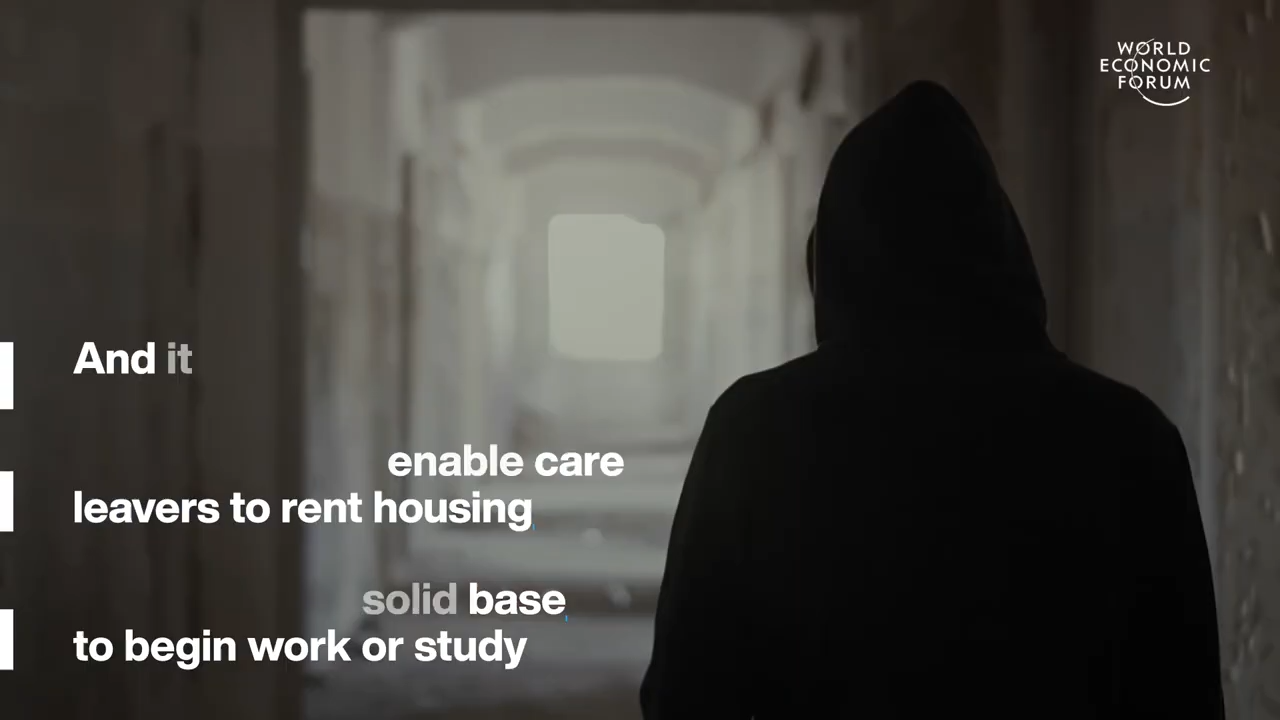 WORLD
ECONOMIC
FORUM
And it
enable care
leavers to rent housing,
solid base,
to begin work or study